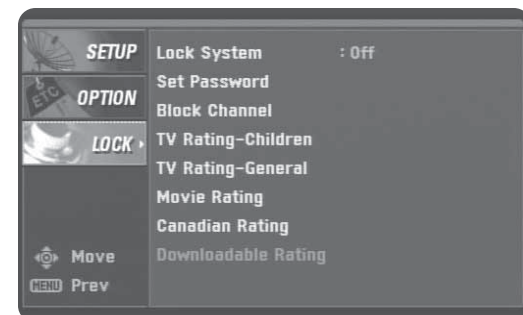 SETUP
ETC OPTION
LOCK
Lock System : Off
Set Password
Block Channel
TV Rating-Children
TV Rating-General
Movie Rating
Canadian Rating
Downloadable Rating
Move
MENU Prev